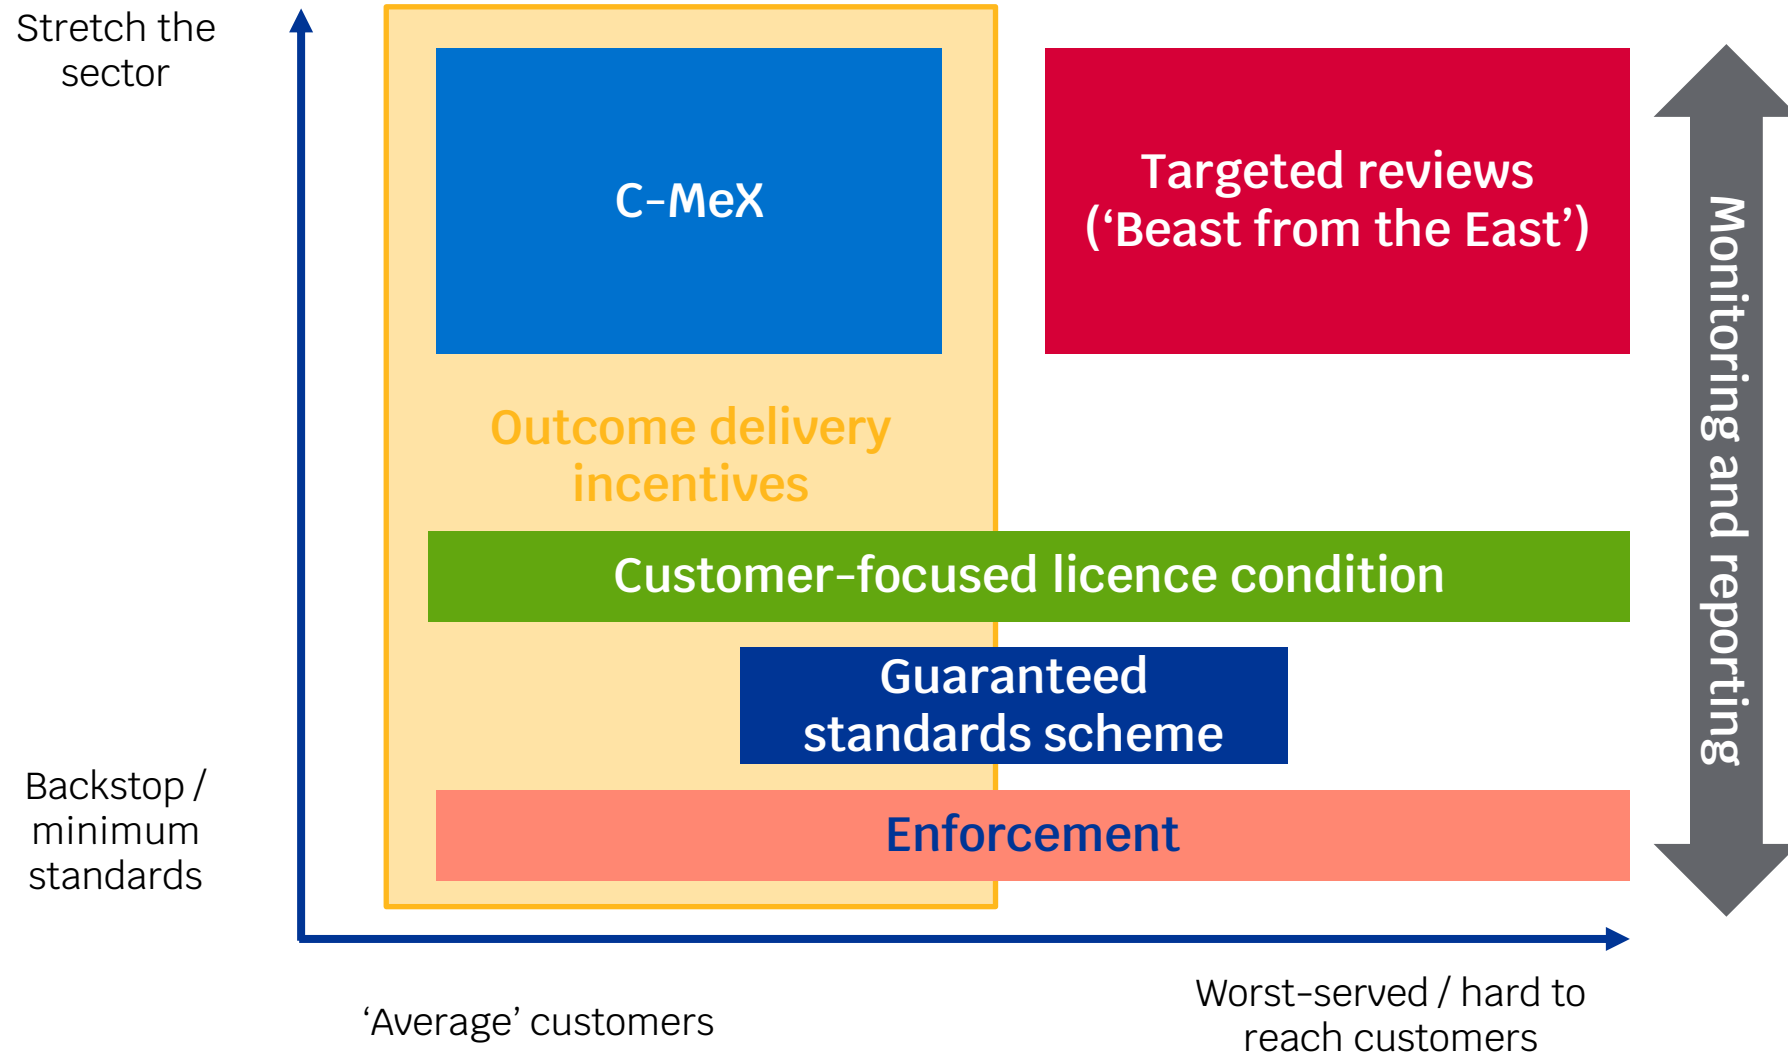 Stretch the
sector
C-MeX
Targeted reviews
(‘Beast from the East’)
Monitoring and reporting
Outcome delivery
incentives
Customer-focused licence condition
Guaranteed
standards scheme
Backstop /
minimum
standards
Enforcement
‘Average’ customers
Worst-served / hard to
reach customers